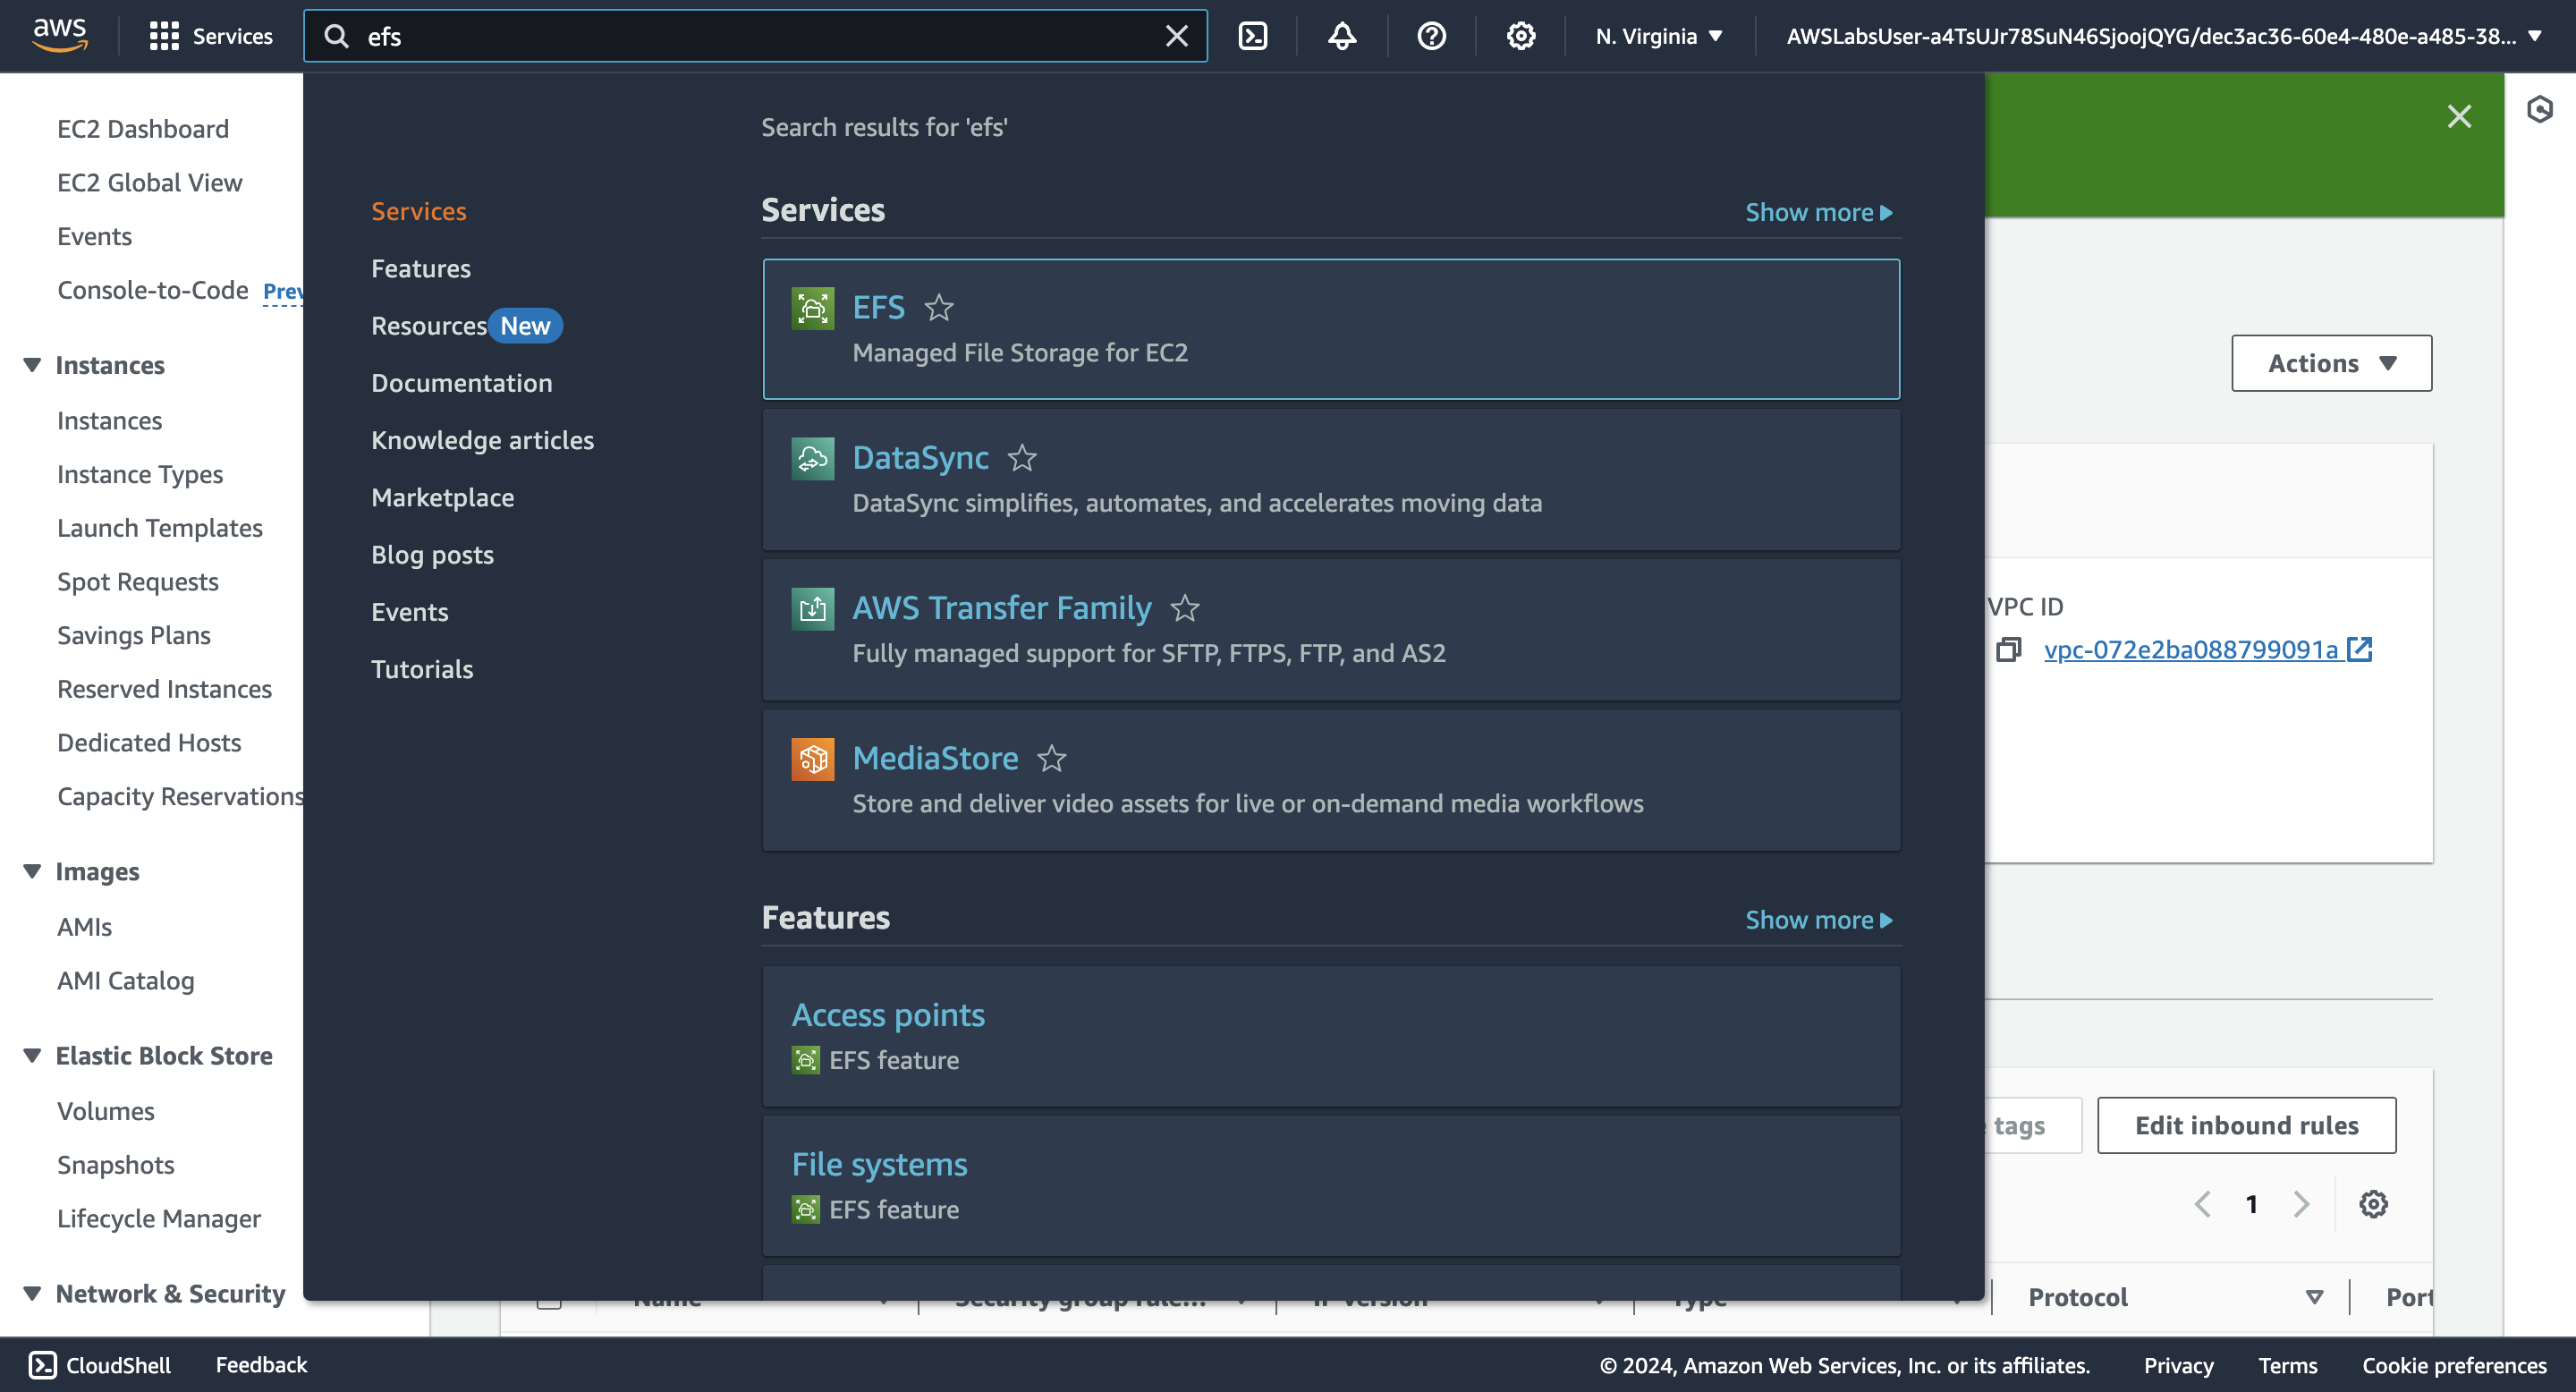 aws
Services
efs
N. Virginia
AWSLabsUser-a4TsUJr78SuN46SjoojQYG/dec3ac36-60e4-480e-a485-38...
EC2 Dashboard
EC2 Global View
Events
Console-to-Code
Instances
Instances
Instance Types
Launch Templates
Spot Requests
Savings Plans
Reserved Instances
Dedicated Hosts
Capacity Reservations
Images
AMIs
AMI Catalog
Elastic Block Store
Volumes
Snapshots
Lifecycle Manager
Network & Security
Services
Features
Resources New
Documentation
Knowledge articles
Marketplace
Blog posts
Events
Tutorials
Search results for 'efs'
Services Show more
EFS
Managed File Storage for EC2
DataSync
DataSync simplifies, automates, and accelerates moving data
AWS Transfer Family
Fully managed support for SFTP, FTPS, FTP, and AS2
MediaStore
Store and deliver video assets for live or on-demand media workflows
Features Show more
Access points
EFS feature
File systems
EFS feature
Actions
VPC ID
vpc-072e2ba088799091a
tags
Edit inbound rules
1
Name Security group rule... IP version Type Protocol Port
CloudShell Feedback © 2024, Amazon Web Services, Inc. or its affiliates. Privacy Terms Cookie preferences